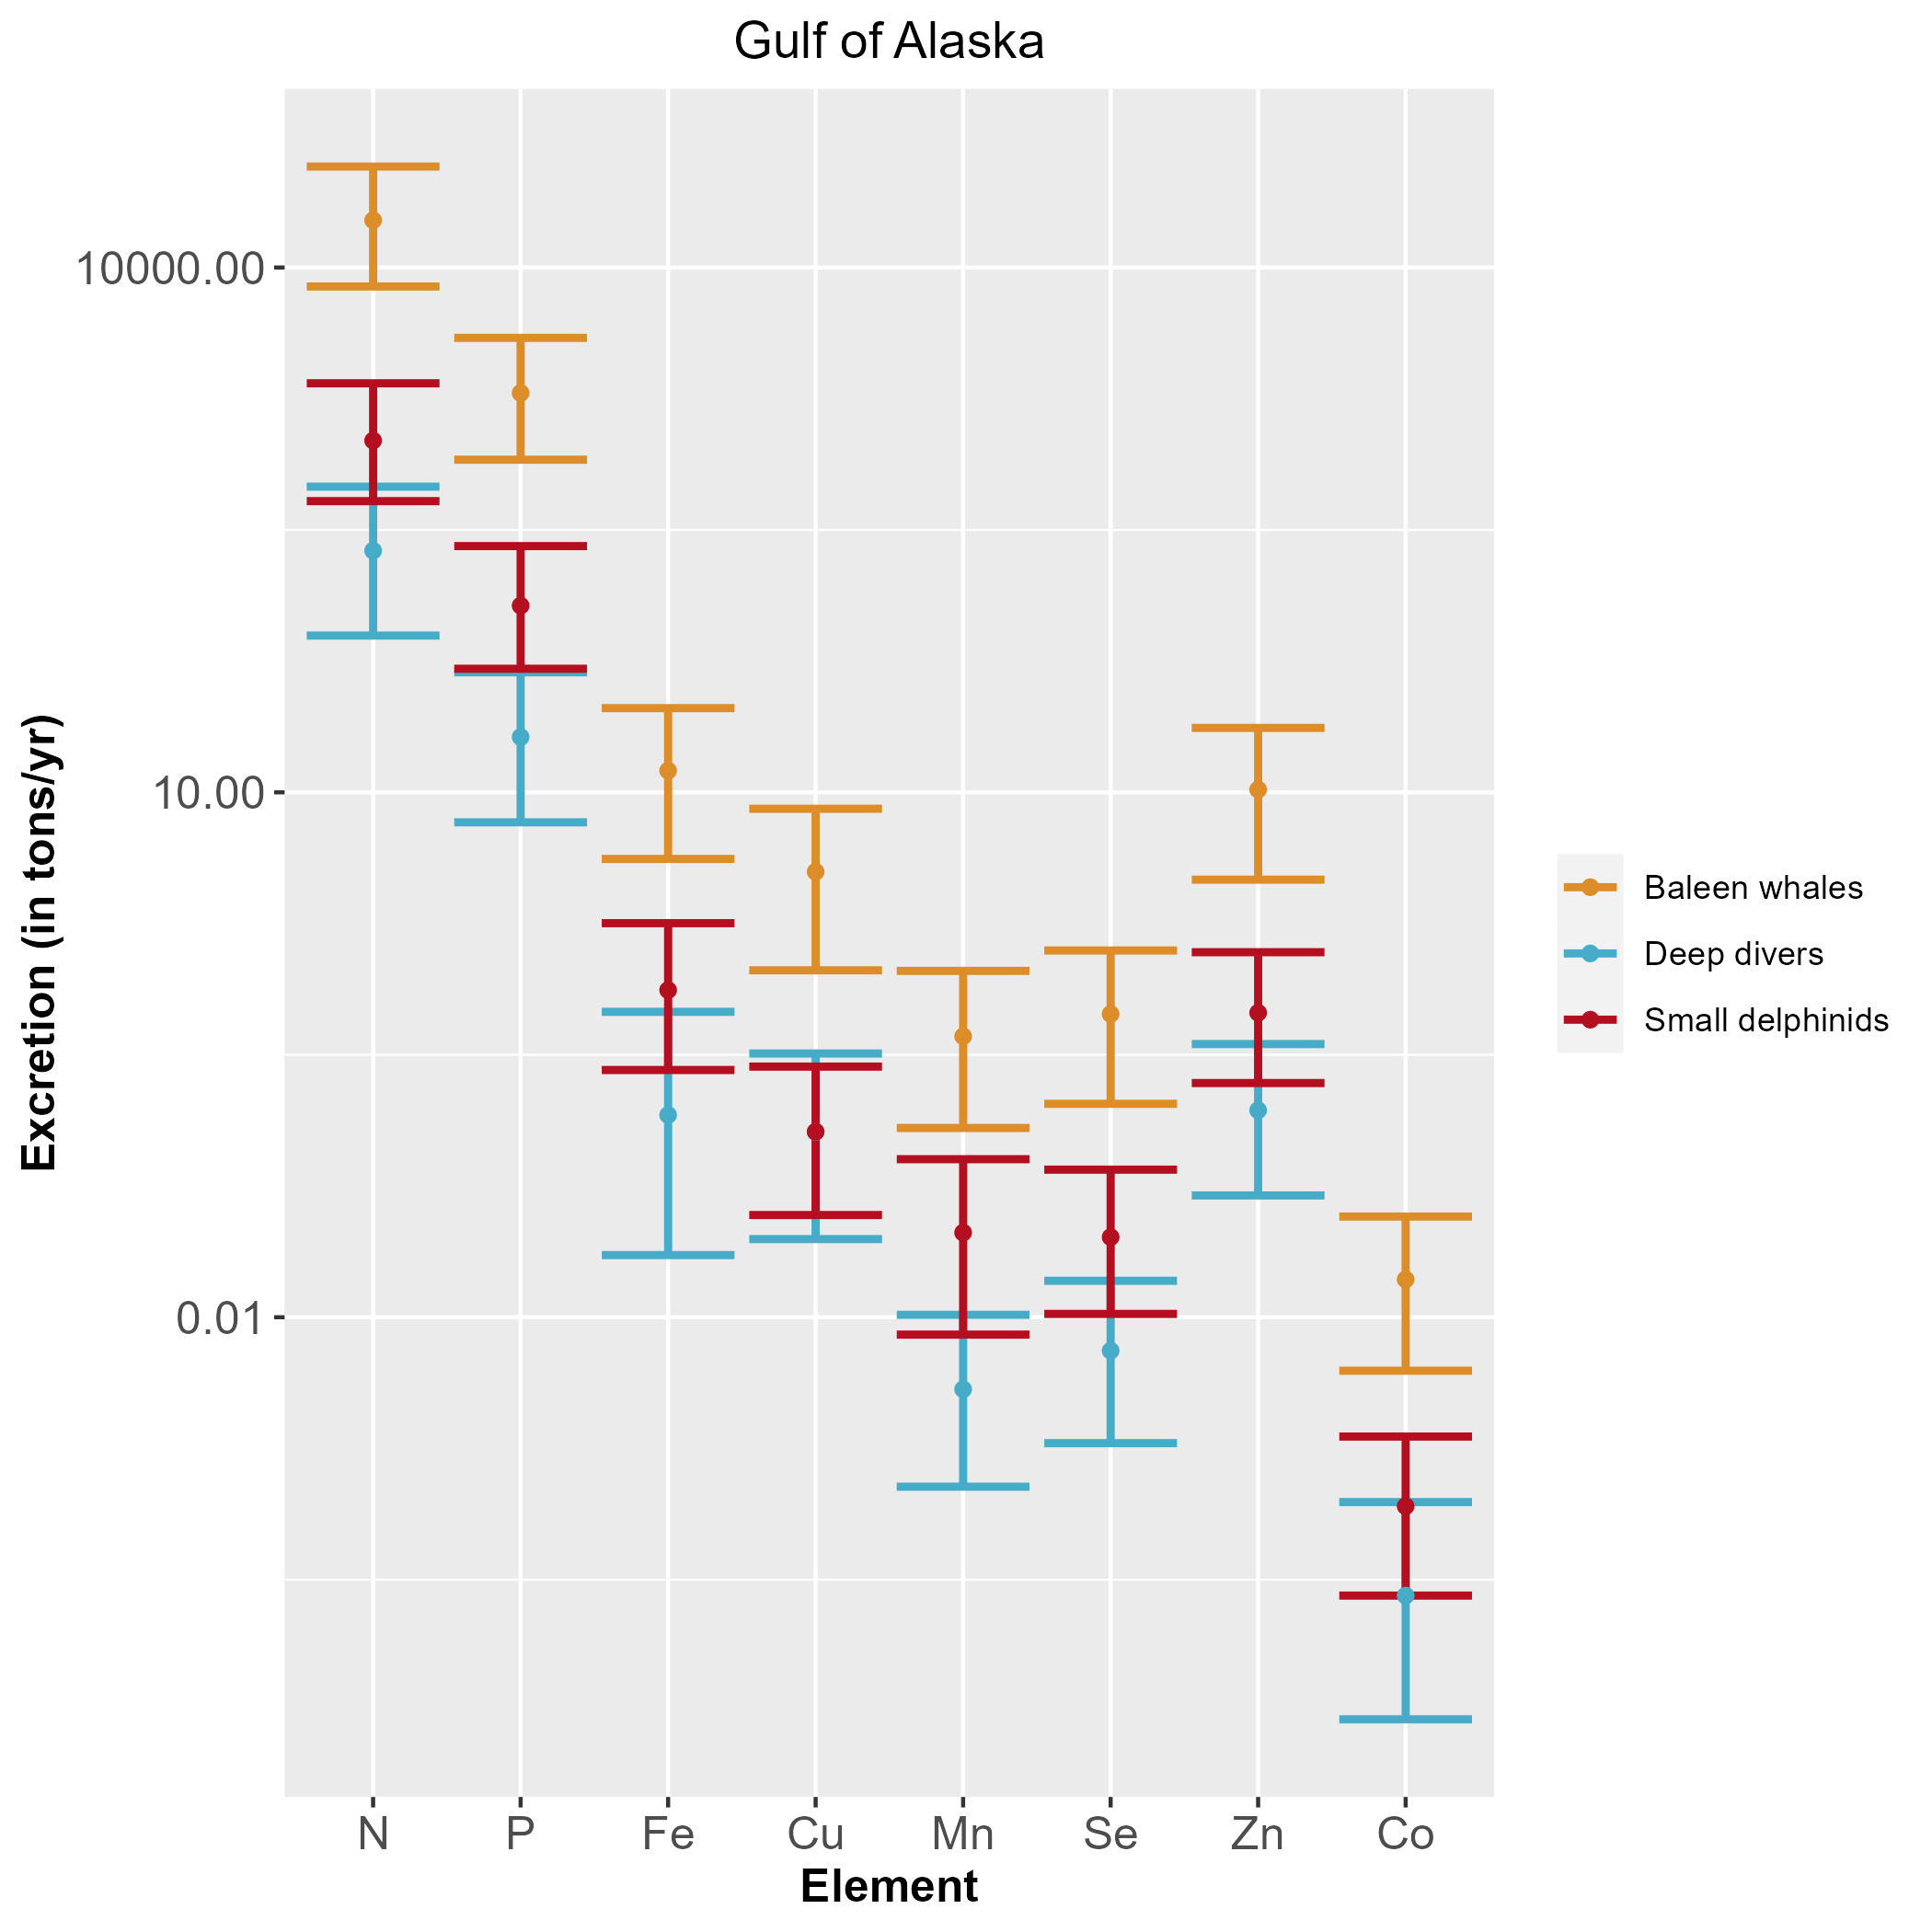 Gulf of Alaska
Excretion (in tons/yr)
10000.00
10.00
0.01
N P Fe Cu Mn Se Zn Co
Element
Baleen whales
Deep divers
Small delphinids